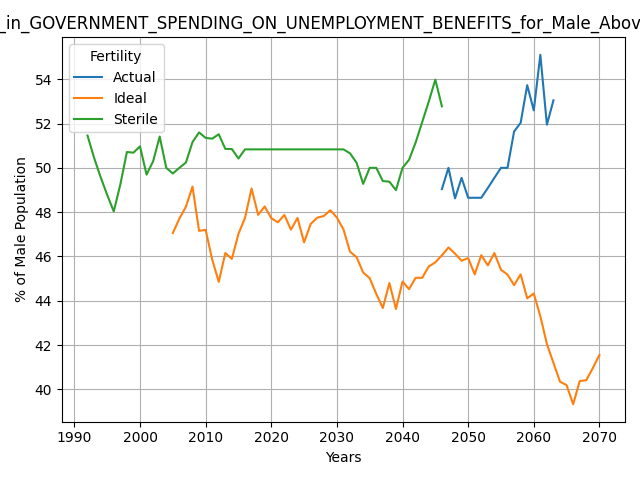 _in_GOVERNMENT_SPENDING_ON_UNEMPLOYMENT_BENEFITS_for_Male_Abov
Fertility
Actual
Ideal
Sterile
% of Male Population
54
52
50
48
46
44
42
40
1990 2000 2010 2020 2030 2040 2050 2060 2070
Years